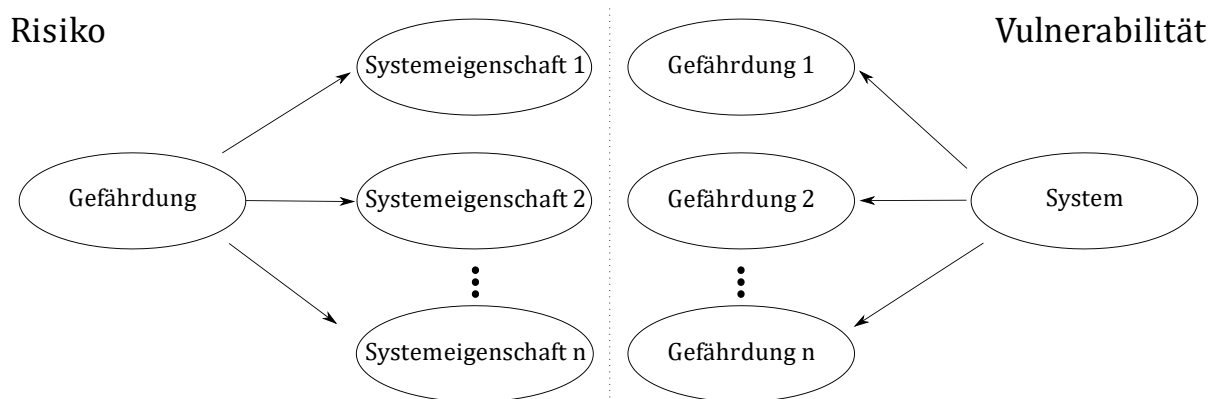 Risiko
Vulnerabilität
Systemeigenschaft 1
Gefährdung 1
Gefährdung
Systemeigenschaft 2
Gefährdung 2
System
Systemeigenschaft n
Gefährdung n